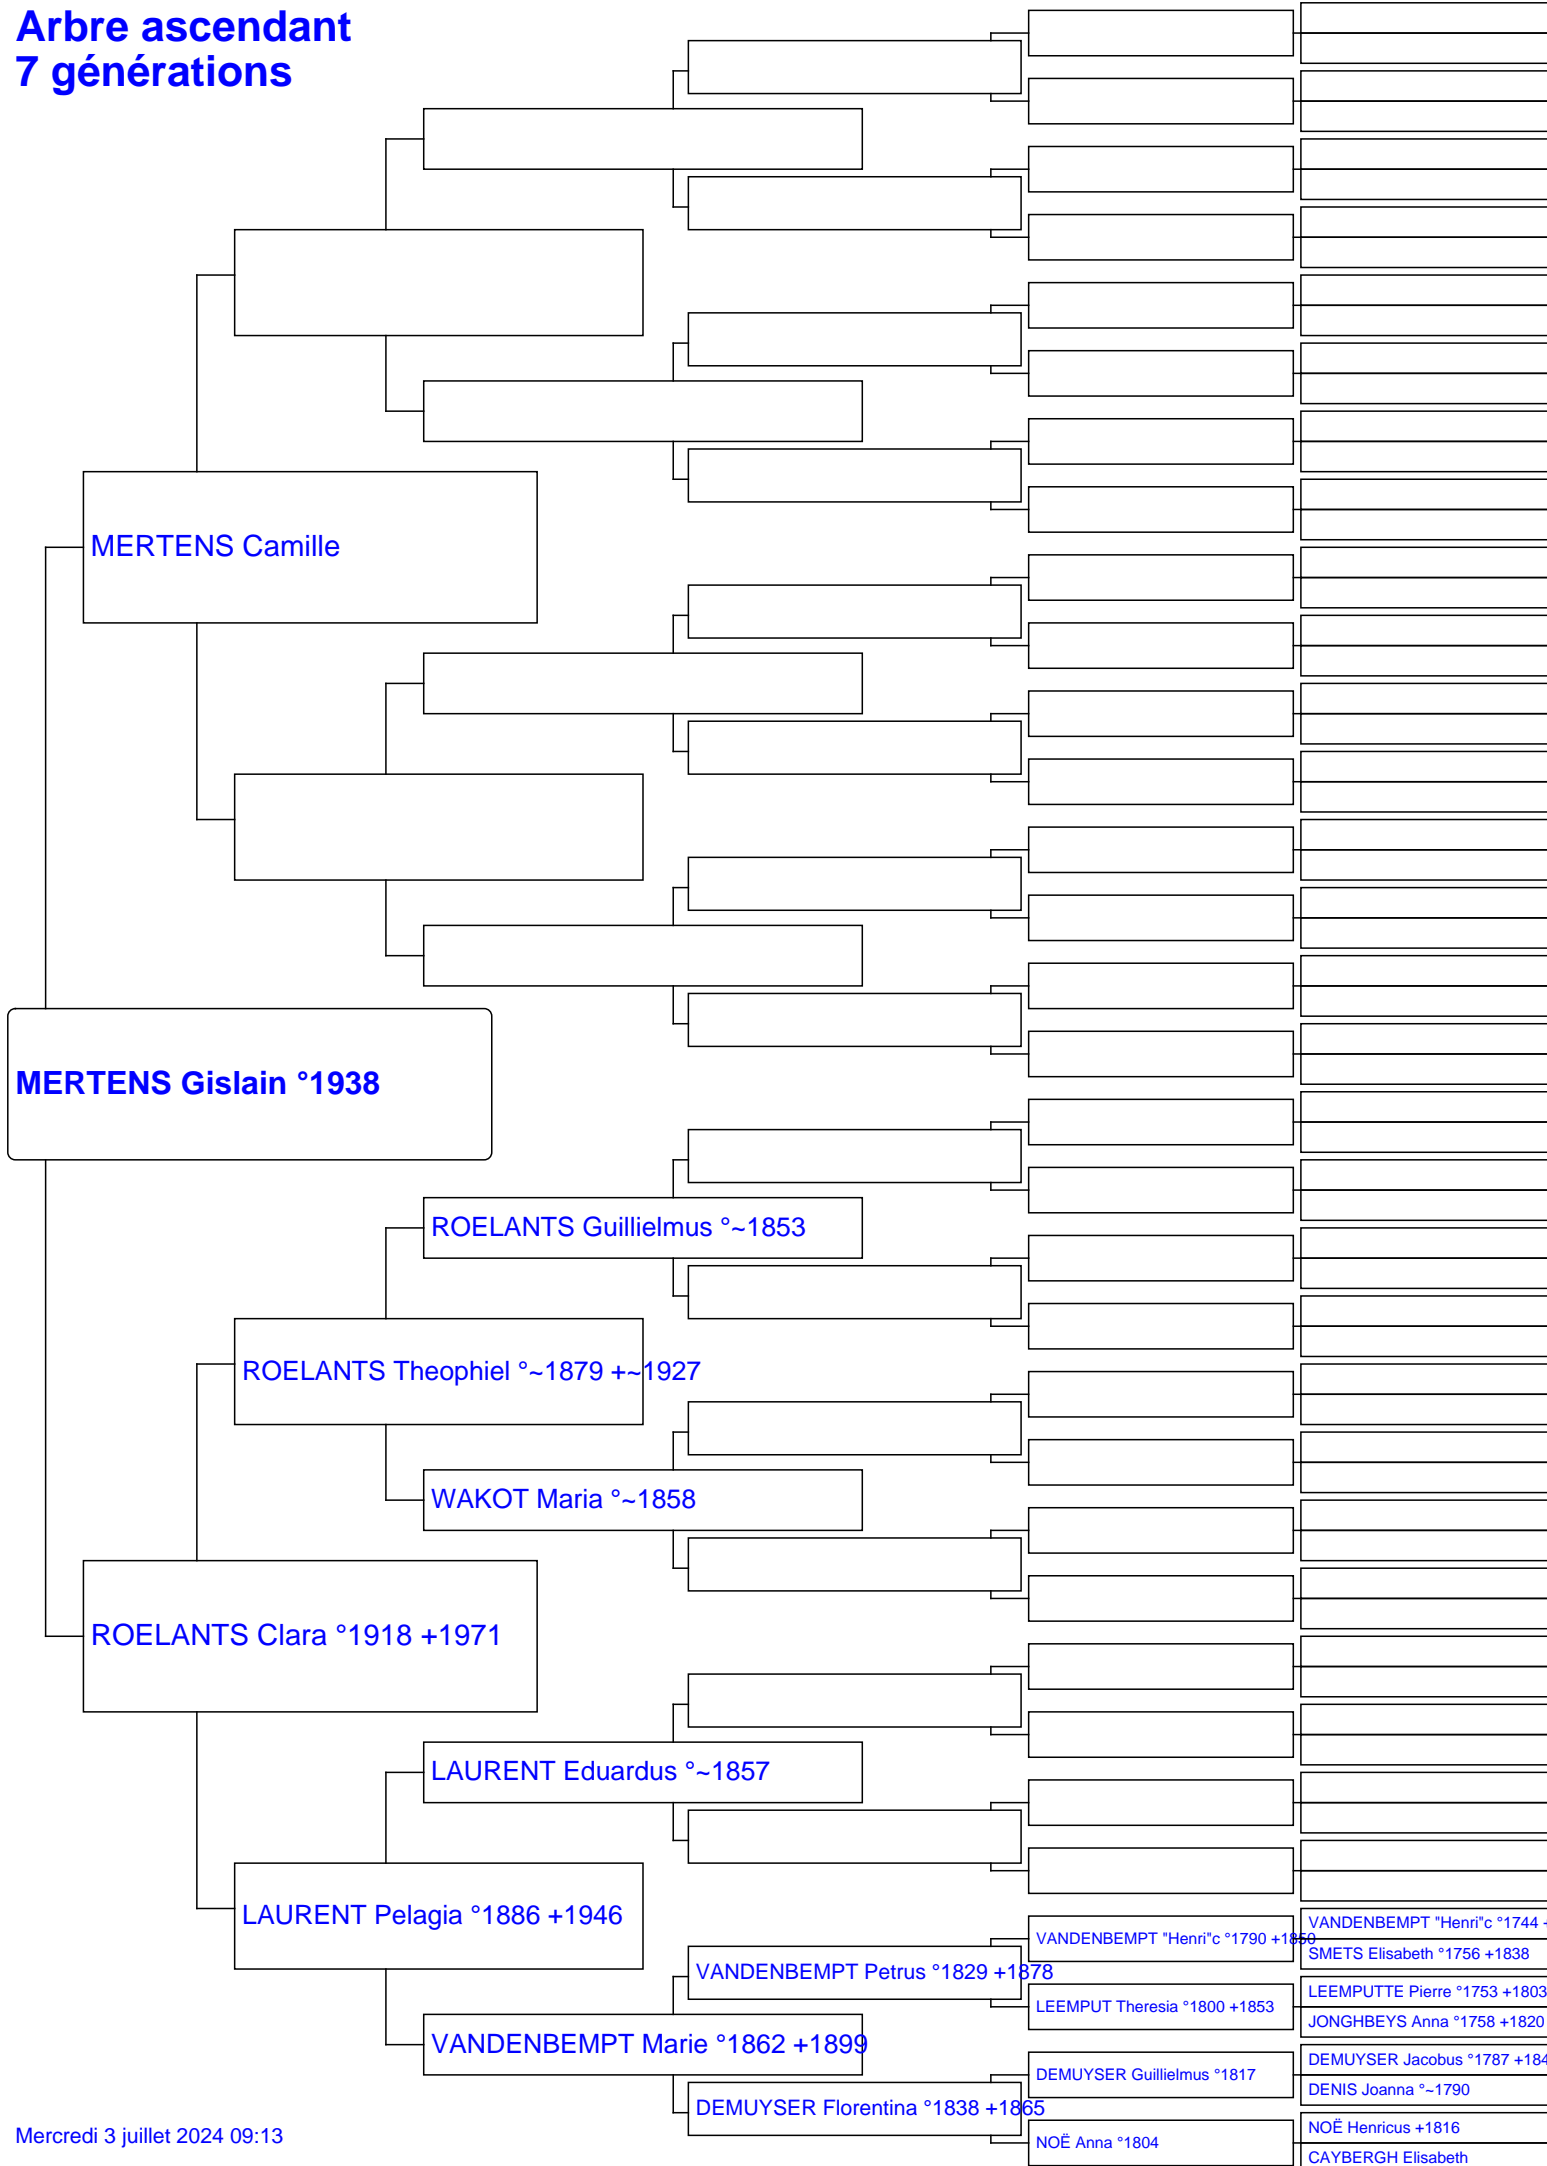 Arbre ascendant
7 générations
MERTENS Camille
MERTENS Gislain °1938
ROELANTS Guillielmus °~1853
ROELANTS Theophiel °~1879 +~1927
WAKOT Maria °~1858
ROELANTS Clara °1918 +1971
LAURENT Eduardus °~1857
LAURENT Pelagia °1886 +1946
VANDENBEMPT "Henri"c °1744 +
VANDENBEMPT "Henri"c °1790 +1850
SMETS Elisabeth °1756 +1838
VANDENBEMPT Petrus °1829 +1878
LEEMPUTTE Pierre °1753 +1803
LEEMPUT Theresia °1800 +1853
JONGHBEYS Anna °1758 +1820
VANDENBEMPT Marie °1862 +1899
DEMUYSER Jacobus °1787 +184
DEMUYSER Guillielmus °1817
DENIS Joanna °~1790
DEMUYSER Florentina °1838 +1865
NOË Henricus +1816
NOË Anna °1804
CAYBERGH Elisabeth
Mercredi 3 juillet 2024 09:13